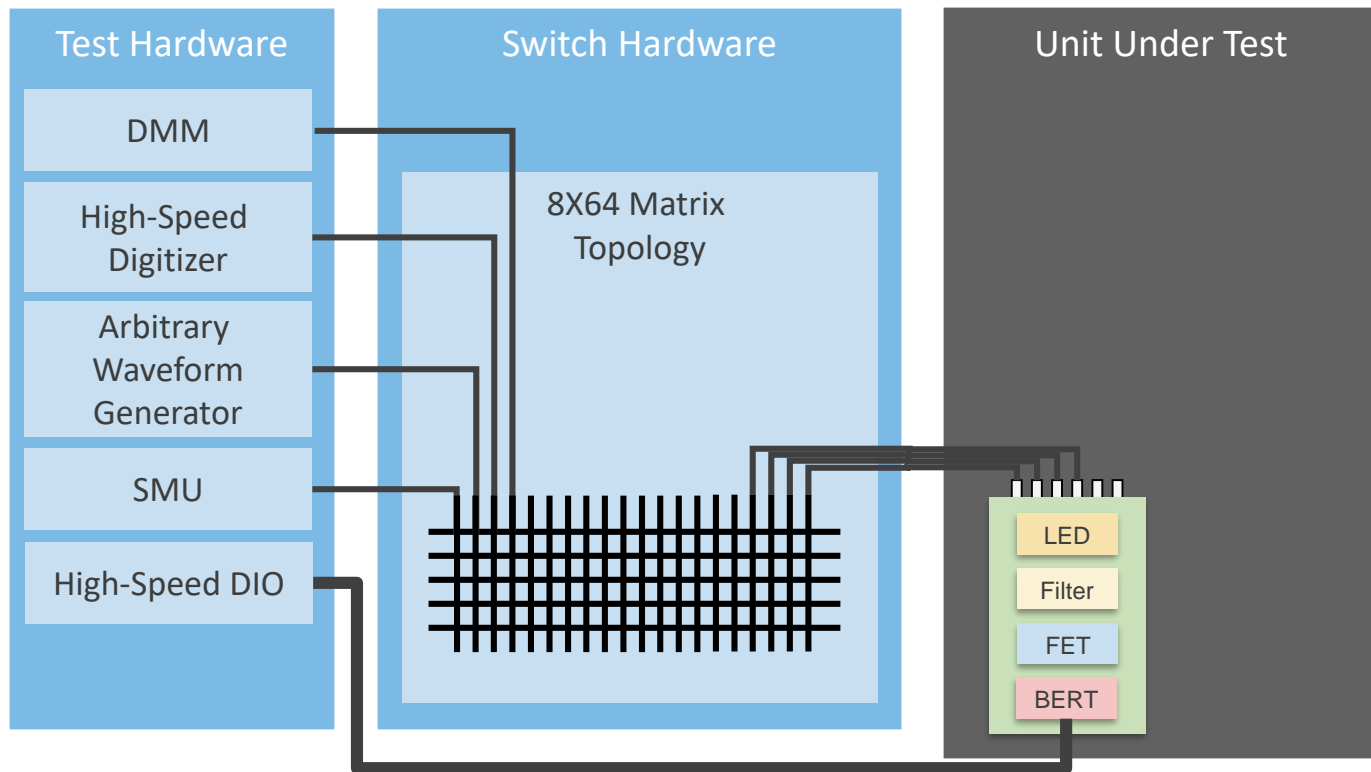 Test Hardware
DMM
High-Speed
Digitizer
Arbitrary
Waveform
Generator
SMU
High-Speed DIO
Switch Hardware
8X64 Matrix
Topology
Unit Under Test
LED
Filter
FET
BERT